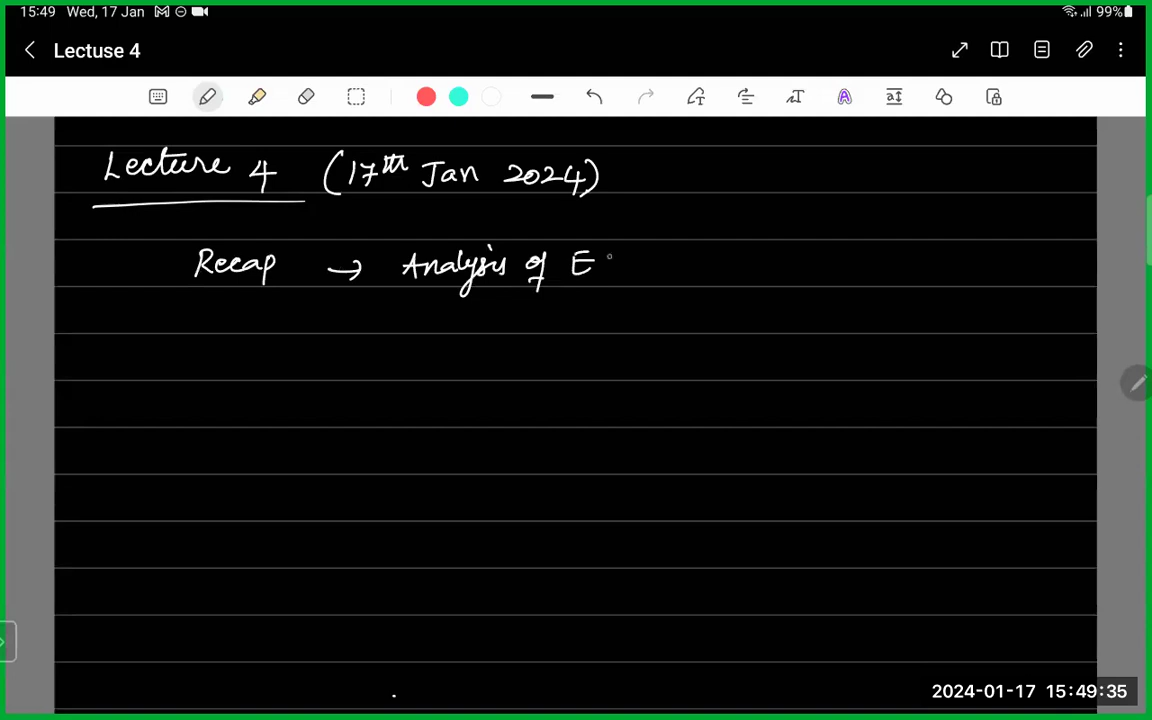 15:49 Wed, 17 Jan
99%
Lectuse 4
Lecture 4 (17th Jan 2024)
Recap → Analysis of E
2024-01-17 15:49:35